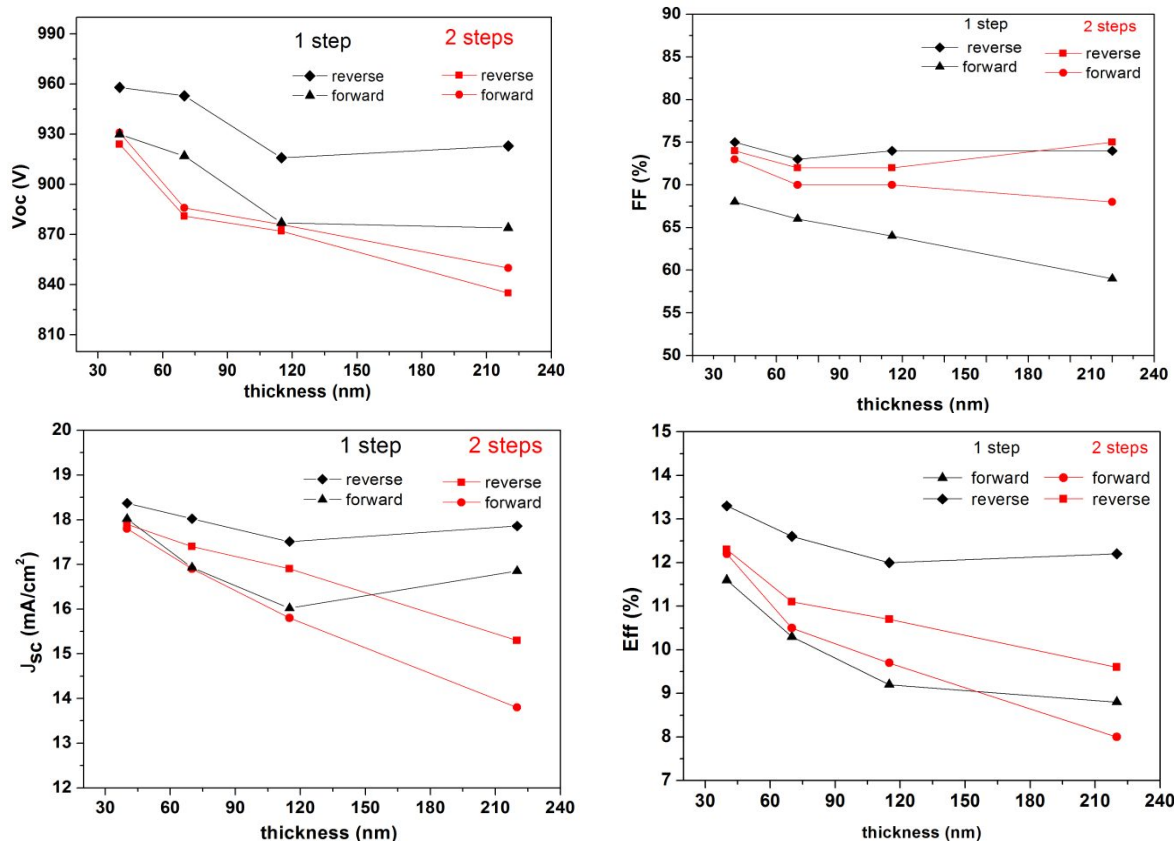 990
960
930
900
870
840
810
Voc (V)
1 step
2 steps
reverse
forward
reverse
forward
30 60 90 120 150 180 210 240
thickness (nm)
90
85
80
75
70
65
60
55
50
FF (%)
1 step
2 steps
reverse
forward
reverse
forward
30 60 90 120 150 180 210 240
thickness (nm)
20
19
18
17
16
15
14
13
12
Jsc (mA/cm²)
1 step
2 steps
reverse
forward
reverse
forward
30 60 90 120 150 180 210 240
thickness (nm)
15
14
13
12
11
10
9
8
7
Eff (%)
1 step
2 steps
forward
reverse
forward
reverse
30 60 90 120 150 180 210 240
thickness (nm)